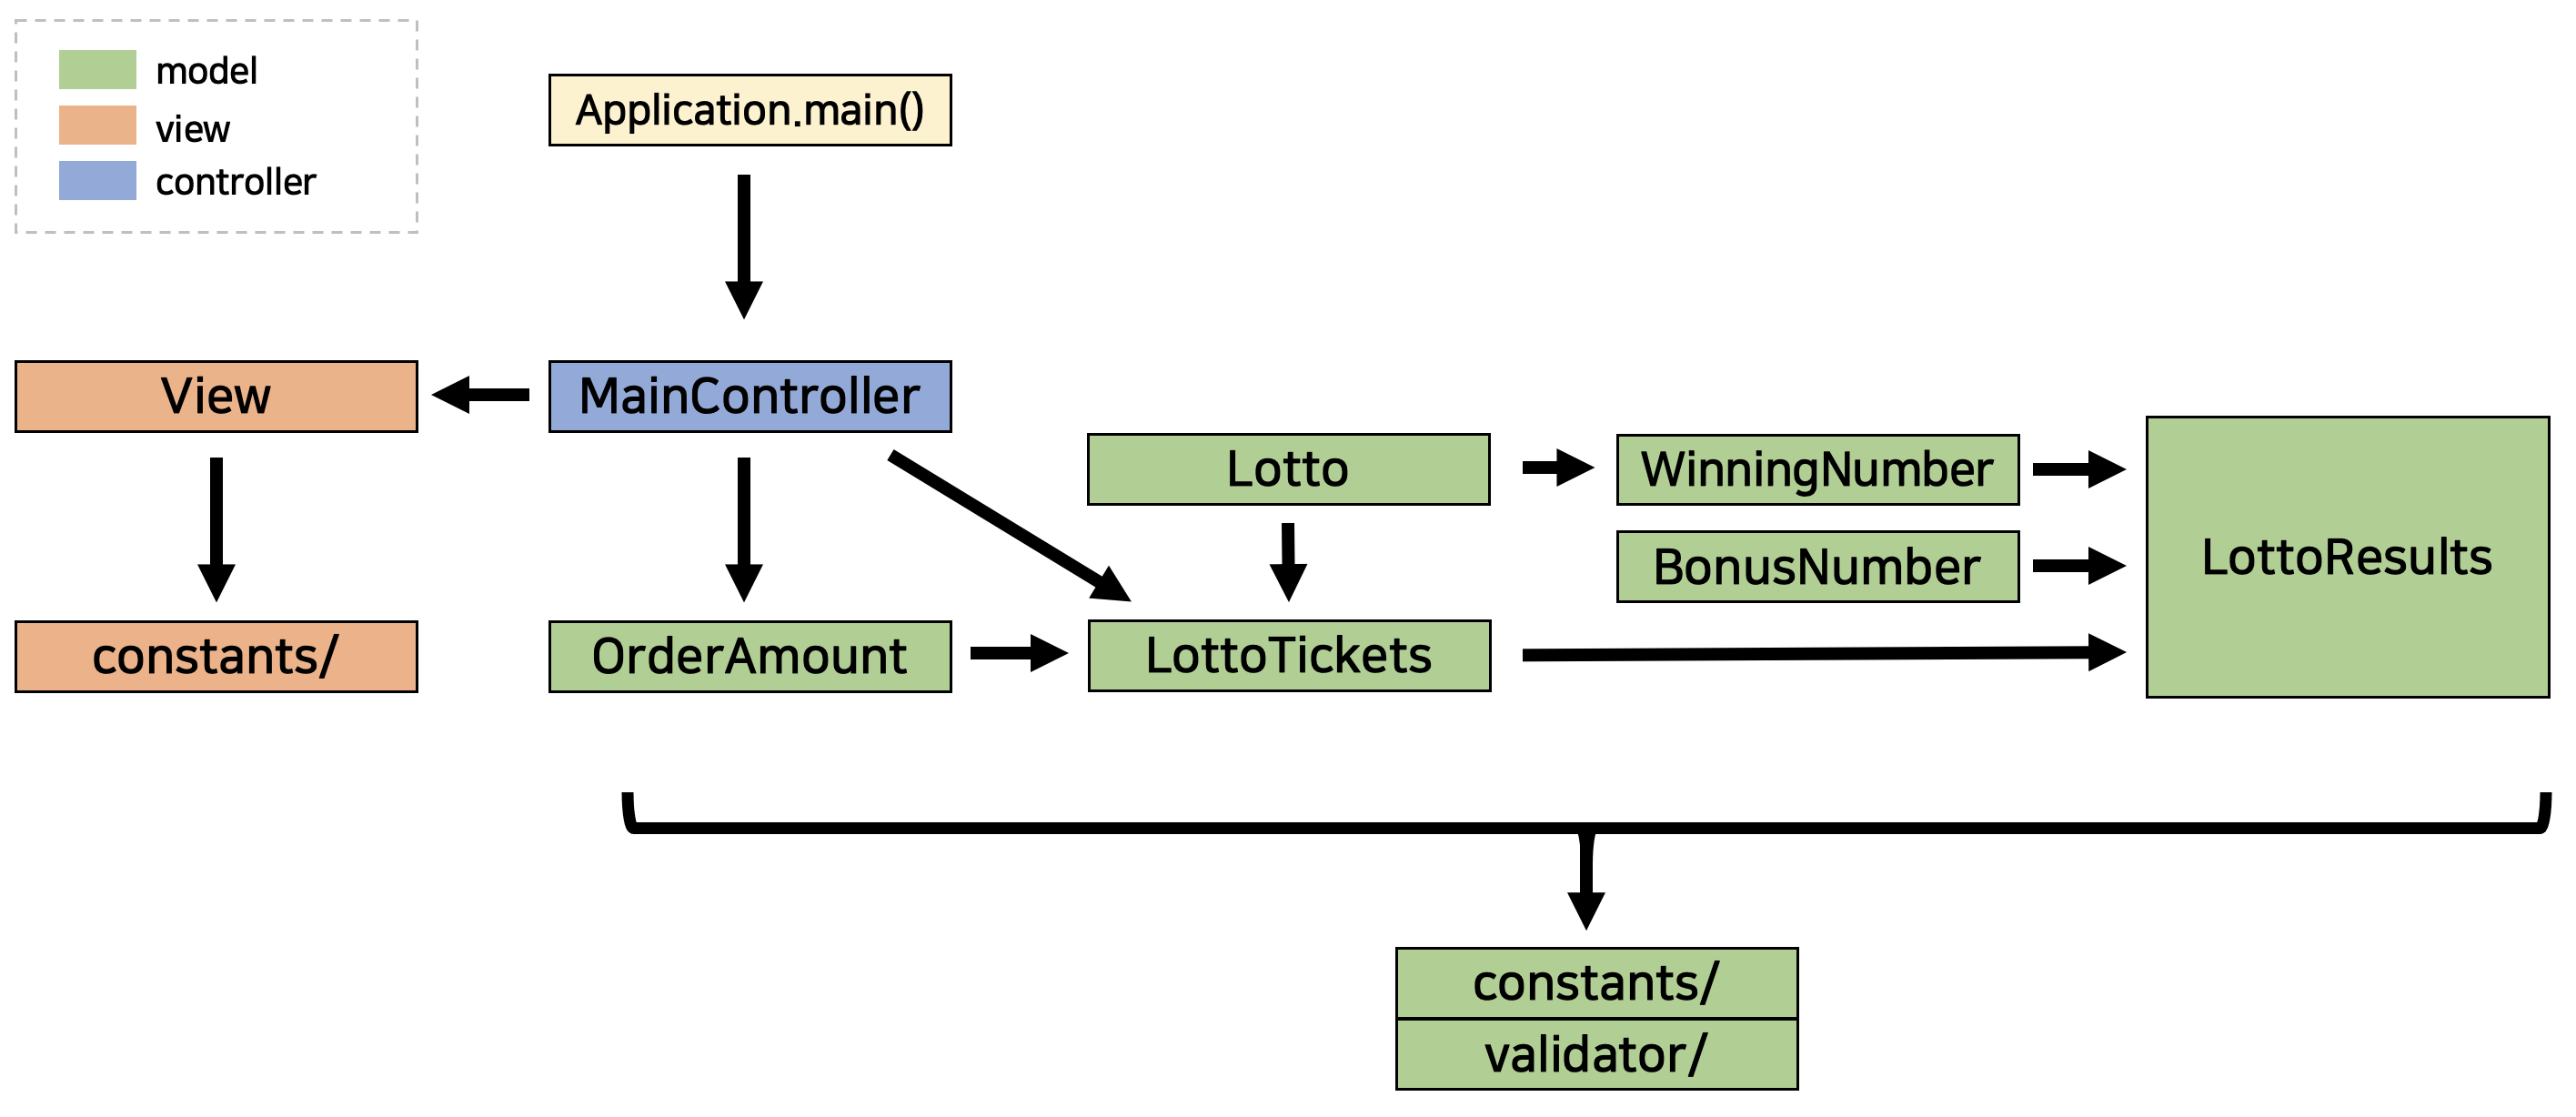 model
view
controller
Application.main()
View
MainController
Lotto
WinningNumber
BonusNumber
LottoResults
constants/
OrderAmount
LottoTickets
constants/
validator/